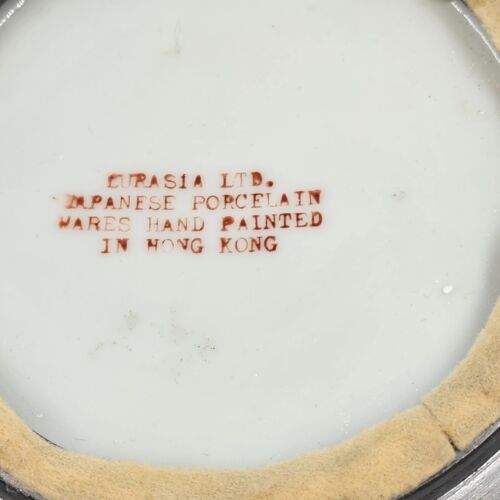 EURASIA LTD.
JAPANESE PORCELAIN
WARES HAND PAINTED
IN HONG KONG